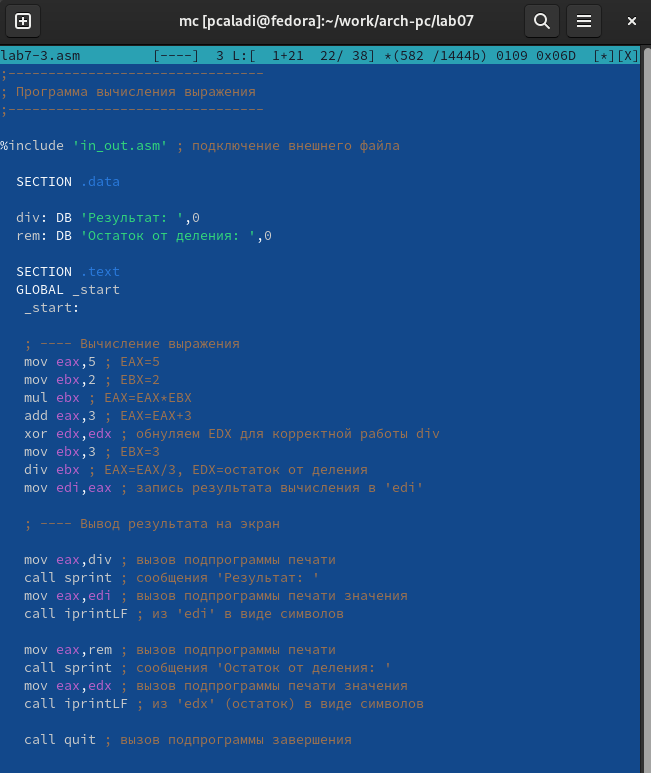 mc [pcaladi@fedora]:~/work/arch-pc/lab07
lab7-3.asm [----] 3 L:[ 1+21 22/ 38] *(582 /1444b) 0109 0x06D [*][X]
;--------------------------------
; Программа вычисления выражения
;--------------------------------
%include 'in_out.asm' ; подключение внешнего файла
SECTION .data
div: DB 'Результат: ',0
rem: DB 'Остаток от деления: ',0
SECTION .text
GLOBAL _start
_start:
; ---- Вычисление выражения
mov eax,5 ; EAX=5
mov ebx,2 ; EBX=2
mul ebx ; EAX=EAX*EBX
add eax,3 ; EAX=EAX+3
xor edx,edx ; обнуляем EDX для корректной работы div
mov ebx,3 ; EBX=3
div ebx ; EAX=EAX/3, EDX=остаток от деления
mov edi,eax ; запись результата вычисления в 'edi'
; ---- Вывод результата на экран
mov eax,div ; вызов подпрограммы печати
call sprint ; сообщения 'Результат: '
mov eax,edi ; вызов подпрограммы печати значения
call iprintLF ; из 'edi' в виде символов
mov eax,rem ; вызов подпрограммы печати
call sprint ; сообщения 'Остаток от деления: '
mov eax,edx ; вызов подпрограммы печати значения
call iprintLF ; из 'edx' (остаток) в виде символов
call quit ; вызов подпрограммы завершения